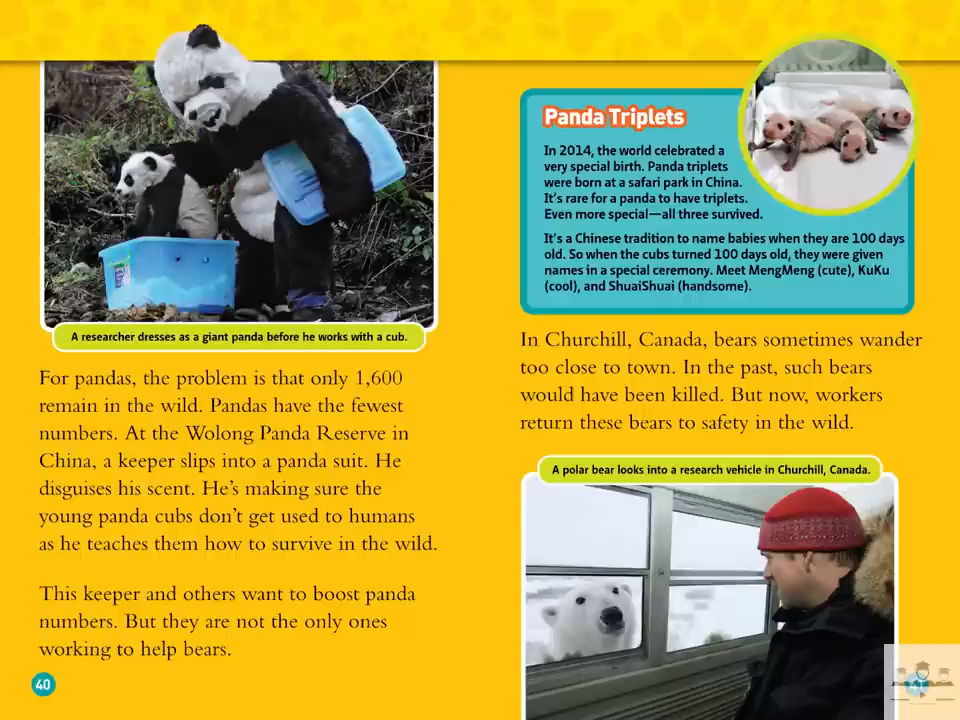 A researcher dresses as a giant panda before he works with a cub.
For pandas, the problem is that only 1,600
remain in the wild. Pandas have the fewest
numbers. At the Wolong Panda Reserve in
China, a keeper slips into a panda suit. He
disguises his scent. He's making sure the
young panda cubs don't get used to humans
as he teaches them how to survive in the wild.
This keeper and others want to boost panda
numbers. But they are not the only ones
working to help bears.
40
Panda Triplets
In 2014, the world celebrated a
very special birth. Panda triplets
were born at a safari park in China.
It's rare for a panda to have triplets.
Even more special—all three survived.
It's a Chinese tradition to name babies when they are 100 days
old. So when the cubs turned 100 days old, they were given
names in a special ceremony. Meet MengMeng (cute), KuKu
(cool), and ShuaiShuai (handsome).
In Churchill, Canada, bears sometimes wander
too close to town. In the past, such bears
would have been killed. But now, workers
return these bears to safety in the wild.
A polar bear looks into a research vehicle in Churchill, Canada.